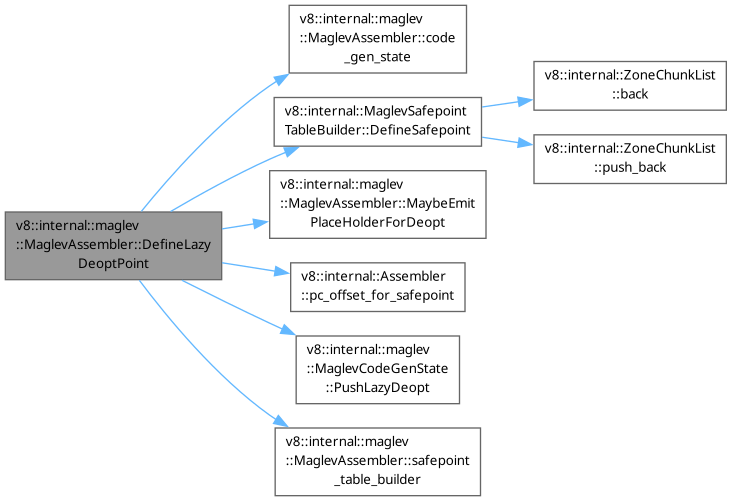 v8::internal::maglev
::MaglevAssembler::DefineLazy
DeoptPoint
v8::internal::maglev
::MaglevAssembler::code
_gen_state
v8::internal::MaglevSafepoint
TableBuilder::DefineSafepoint
v8::internal::ZoneChunkList
::back
v8::internal::ZoneChunkList
::push_back
v8::internal::maglev
::MaglevAssembler::MaybeEmit
PlaceHolderForDeopt
v8::internal::Assembler
::pc_offset_for_safepoint
v8::internal::maglev
::MaglevCodeGenState
::PushLazyDeopt
v8::internal::maglev
::MaglevAssembler::safepoint
_table_builder